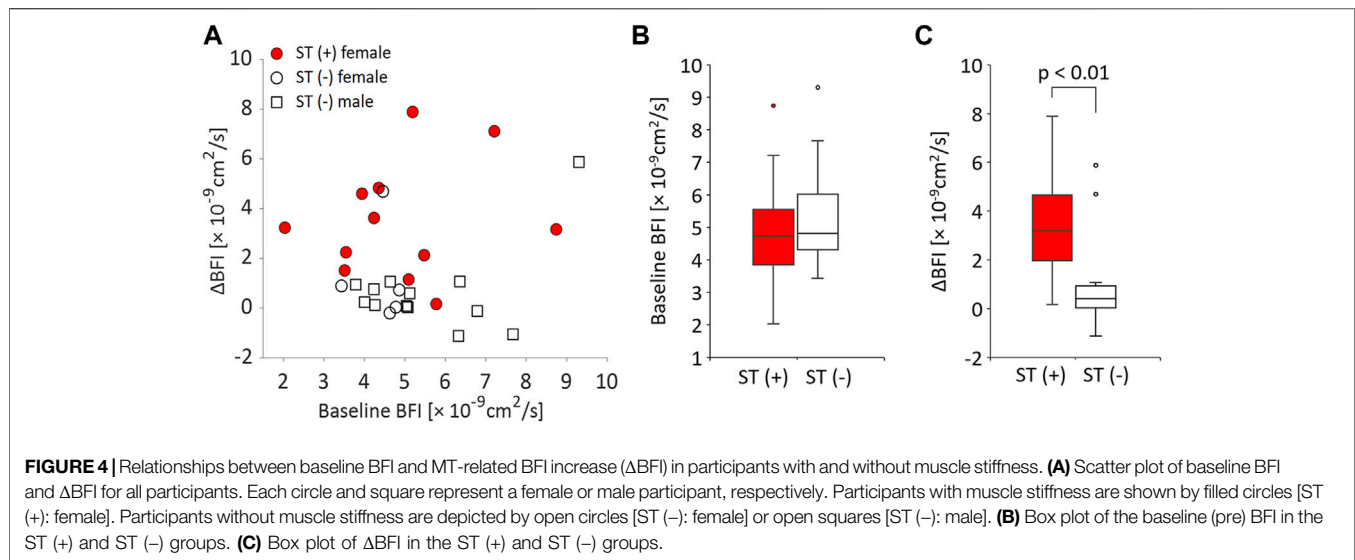 A
ST (+) female
ST (-) female
ST (-) male
10
8
6
4
2
0
-2
ΔBFI [× 10⁻⁹cm²/s]
2 3 4 5 6 7 8 9 10
Baseline BFI [× 10⁻⁹cm²/s]
B
10
9
8
7
6
5
4
3
2
1
Baseline BFI [× 10⁻⁹cm²/s]
ST (+) ST (-)
C
p < 0.01
10
8
6
4
2
0
-2
ΔBFI [× 10⁻⁹cm²/s]
ST (+) ST (-)
FIGURE 4 | Relationships between baseline BFI and MT-related BFI increase (ΔBFI) in participants with and without muscle stiffness. (A) Scatter plot of baseline BFI
and ΔBFI for all participants. Each circle and square represent a female or male participant, respectively. Participants with muscle stiffness are shown by filled circles [ST
(+): female]. Participants without muscle stiffness are depicted by open circles [ST (–): female] or open squares [ST (–): male]. (B) Box plot of the baseline (pre) BFI in the
ST (+) and ST (–) groups. (C) Box plot of ΔBFI in the ST (+) and ST (–) groups.